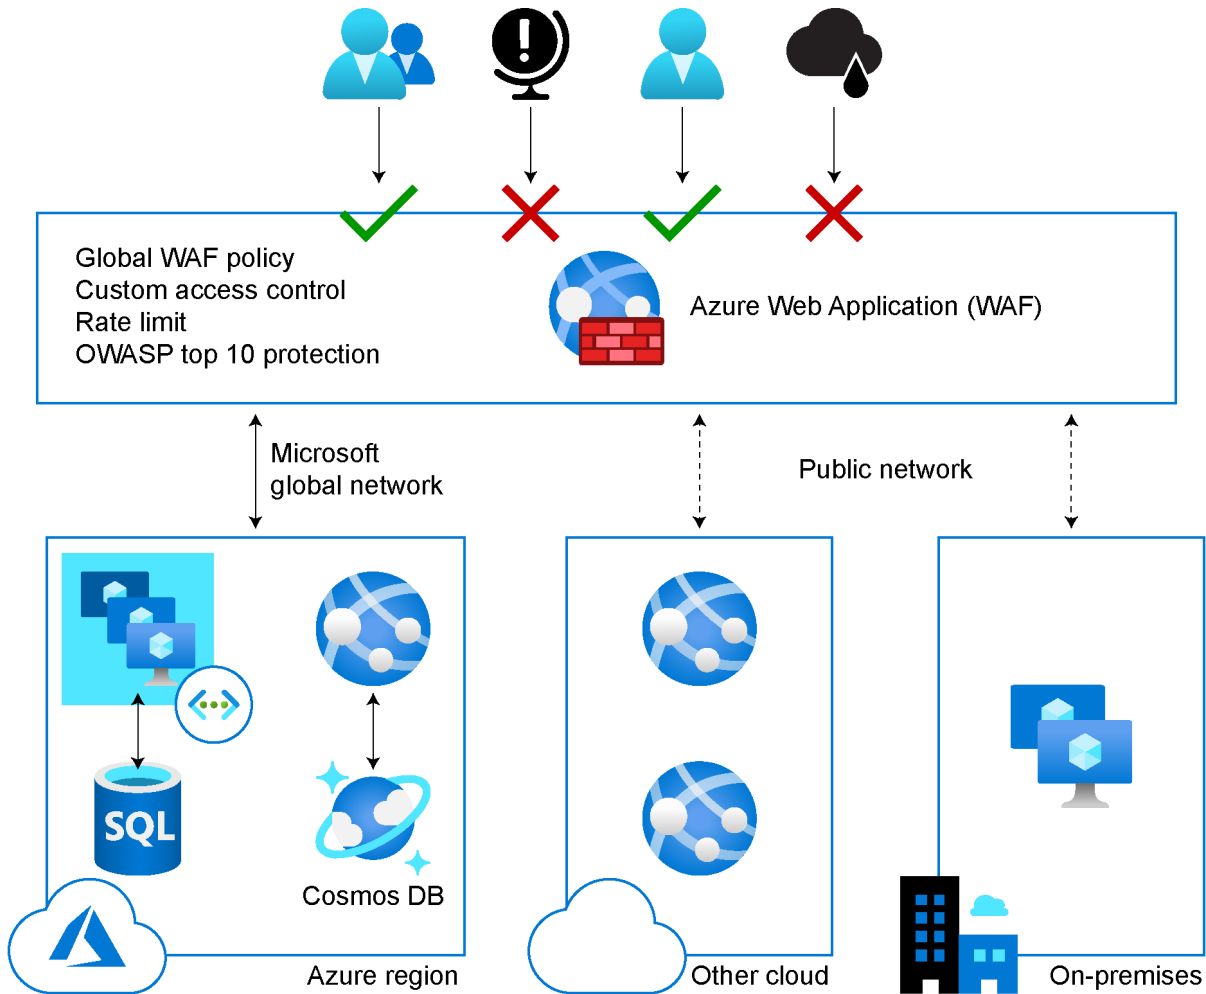 Global WAF policy
Custom access control
Rate limit
OWASP top 10 protection
Azure Web Application (WAF)
Microsoft
global network
Public network
SQL
Cosmos DB
Azure region
Other cloud
On-premises